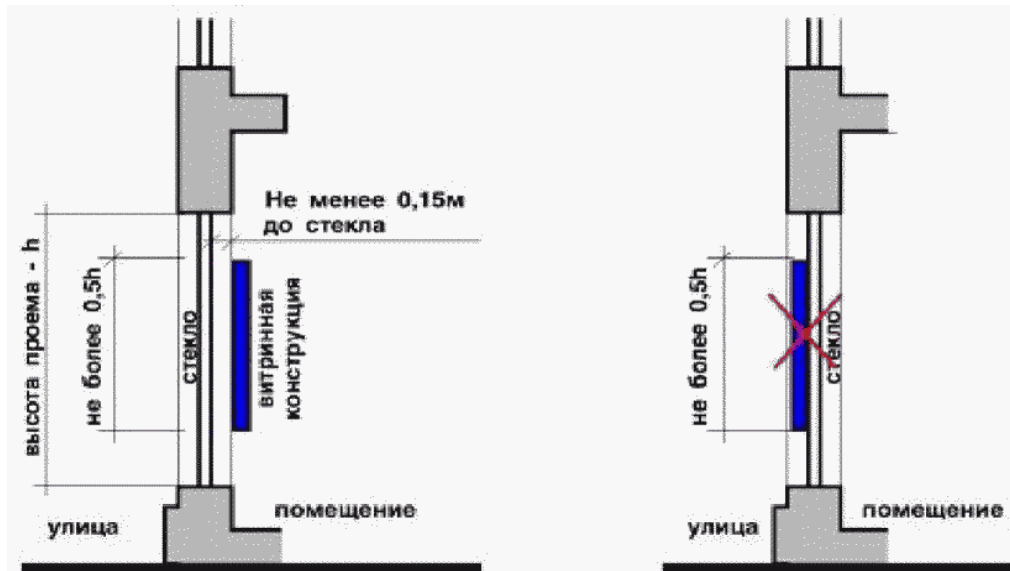 Не менее 0,15м
до стекла
высота проема - h
не более 0,5h
стекло
витринная
конструкция
улица
помещение
не более 0,5h
стекло
улица
помещение